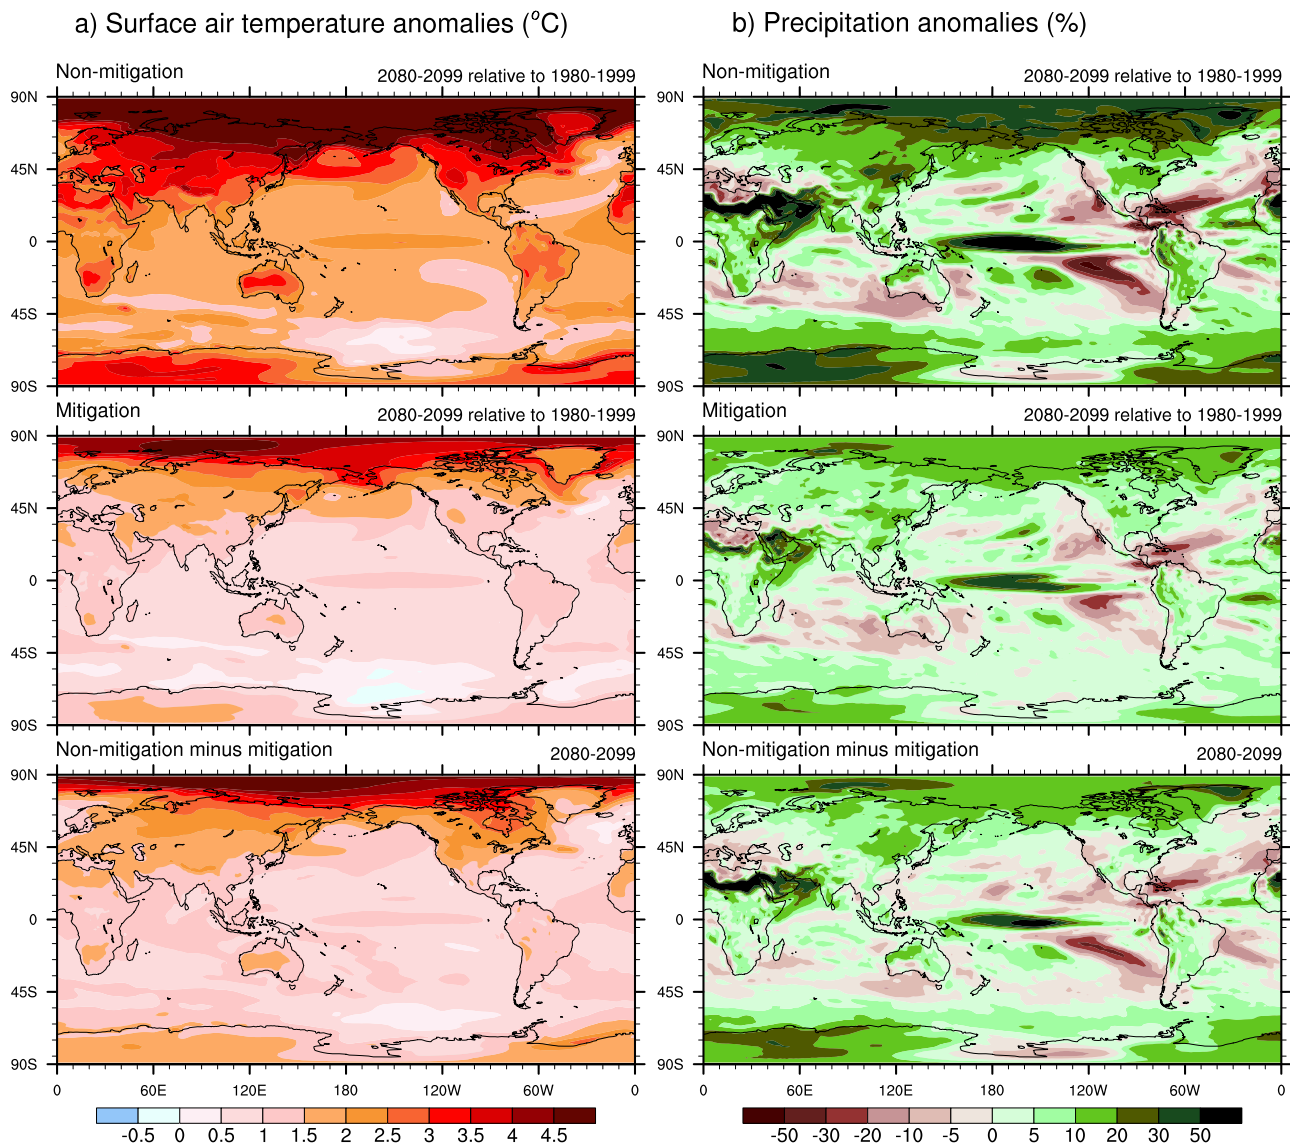 a) Surface air temperature anomalies (°C)
b) Precipitation anomalies (%)
Non-mitigation
2080-2099 relative to 1980-1999
Non-mitigation
2080-2099 relative to 1980-1999
90N
45N
0
45S
90S
90N
45N
0
45S
90S
Mitigation
2080-2099 relative to 1980-1999
Mitigation
2080-2099 relative to 1980-1999
90N
45N
0
45S
90S
90N
45N
0
45S
90S
Non-mitigation minus mitigation
2080-2099
Non-mitigation minus mitigation
2080-2099
90N
45N
0
45S
90S
90N
45N
0
45S
90S
0 60E 120E 180 120W 60W 0
0 60E 120E 180 120W 60W 0
-0.5 0 0.5 1 1.5 2 2.5 3 3.5 4 4.5
-50 -30 -20 -10 -5 0 5 10 20 30 50